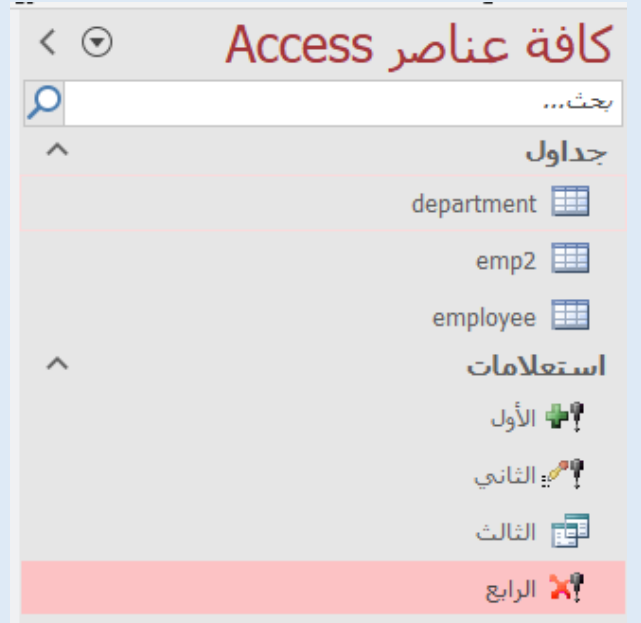 كافة عناصر Access
بحث...
جداول
department
emp2
employee
استعلامات
الأول
الثاني
الثالث
الرابع